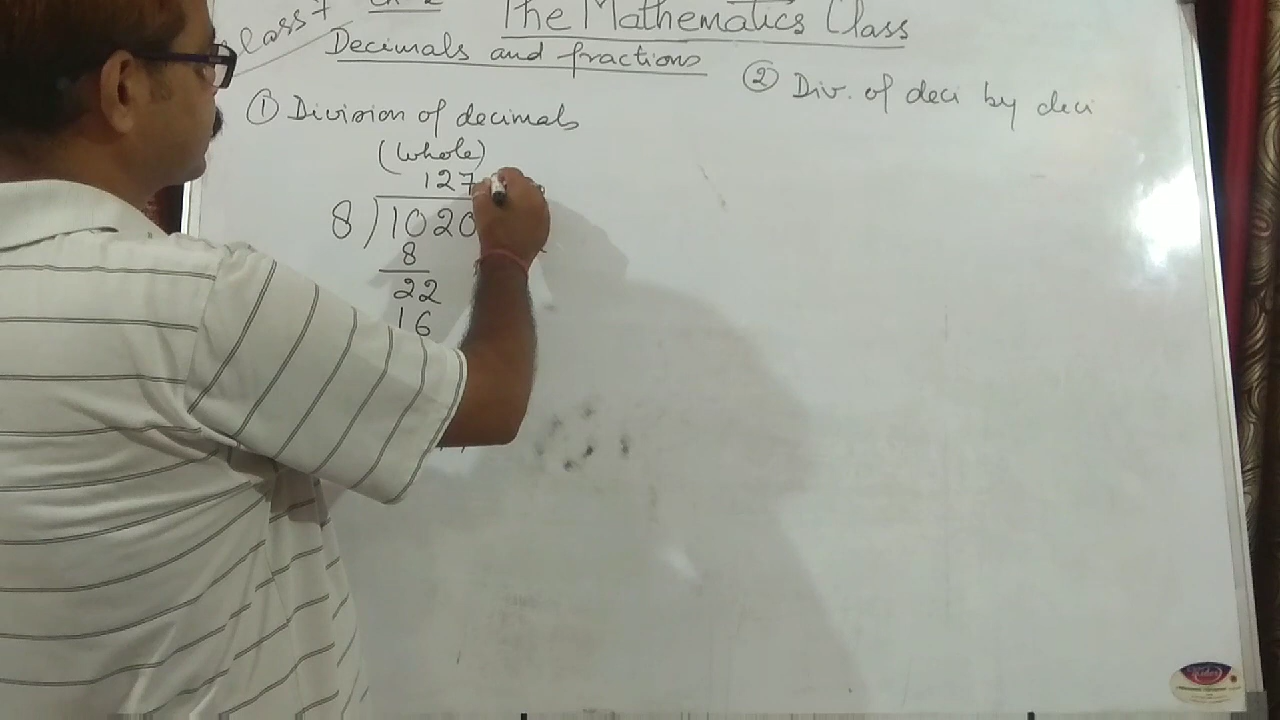 Class 7
The Mathematics Class
Decimals and fractions
① Division of decimals
(Whole)
127
8)1020
8
22
16
② Div. of deci by deci